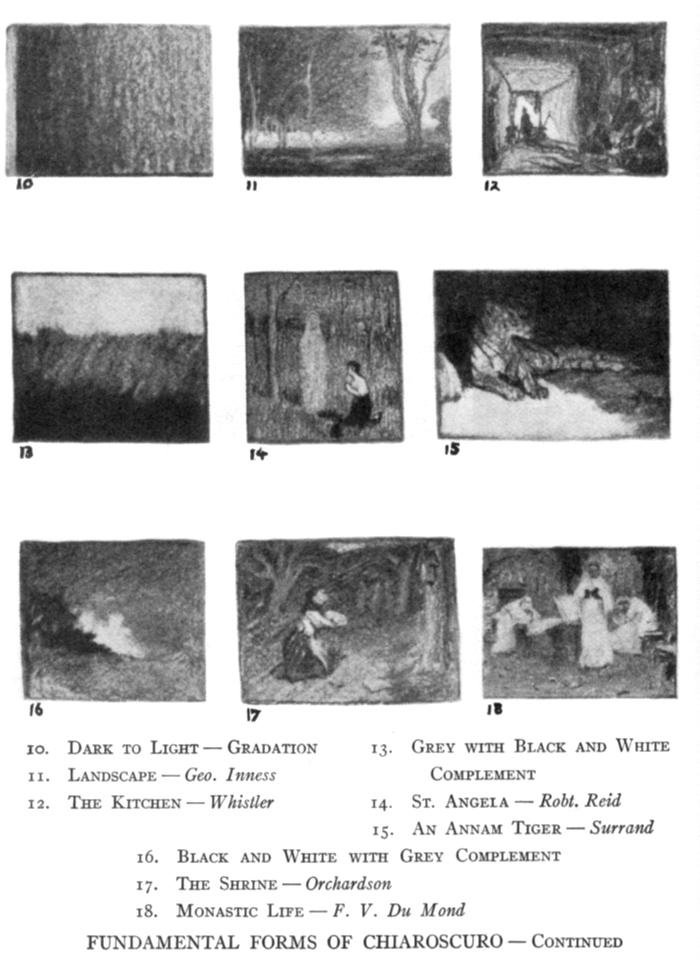 10
11
12
13
14
15
16
17
18
10. DARK TO LIGHT — GRADATION
11. LANDSCAPE — Geo. Inness
12. THE KITCHEN — Whistler
13. GREY WITH BLACK AND WHITE
COMPLEMENT
14. ST. ANGELA — Robt. Reid
15. AN ANNAM TIGER — Surrand
16. BLACK AND WHITE WITH GREY COMPLEMENT
17. THE SHRINE — Orchardson
18. MONASTIC LIFE — F. V. Du Mond
FUNDAMENTAL FORMS OF CHIAROSCURO — CONTINUED